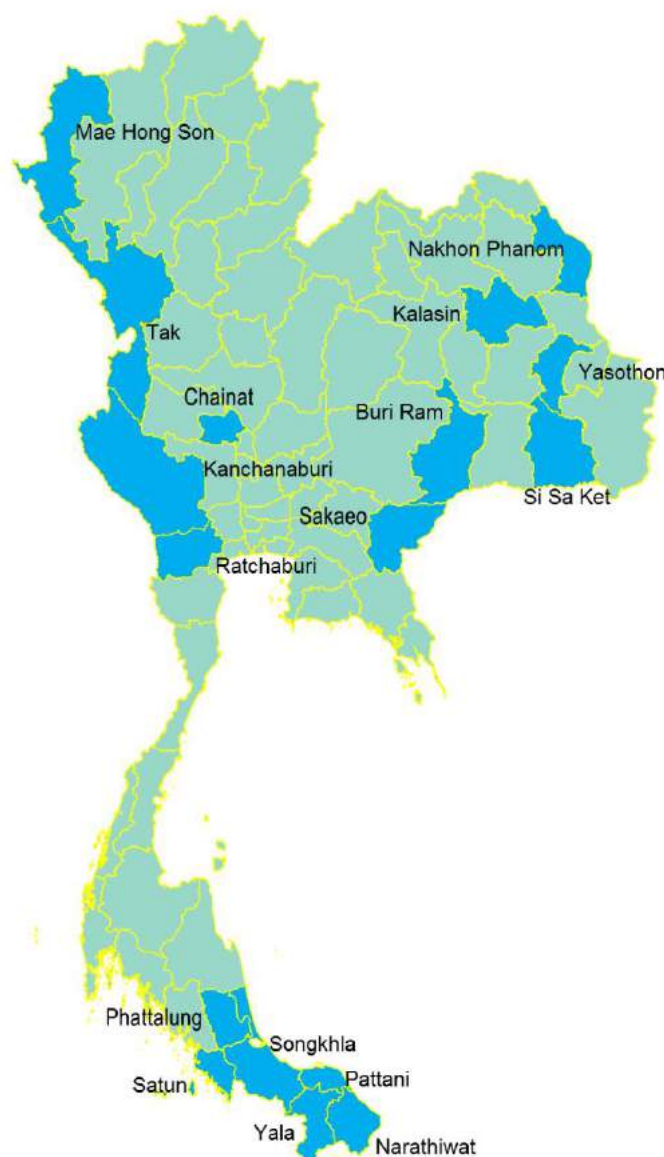 Mae Hong Son
Nakhon Phanom
Kalasin
Tak
Yasothon
Chainat
Buri Ram
Kanchanaburi
Si Sa Ket
Sakaeo
Ratchaburi
Phattalung
Songkhla
Pattani
Satun
Yala
Narathiwat